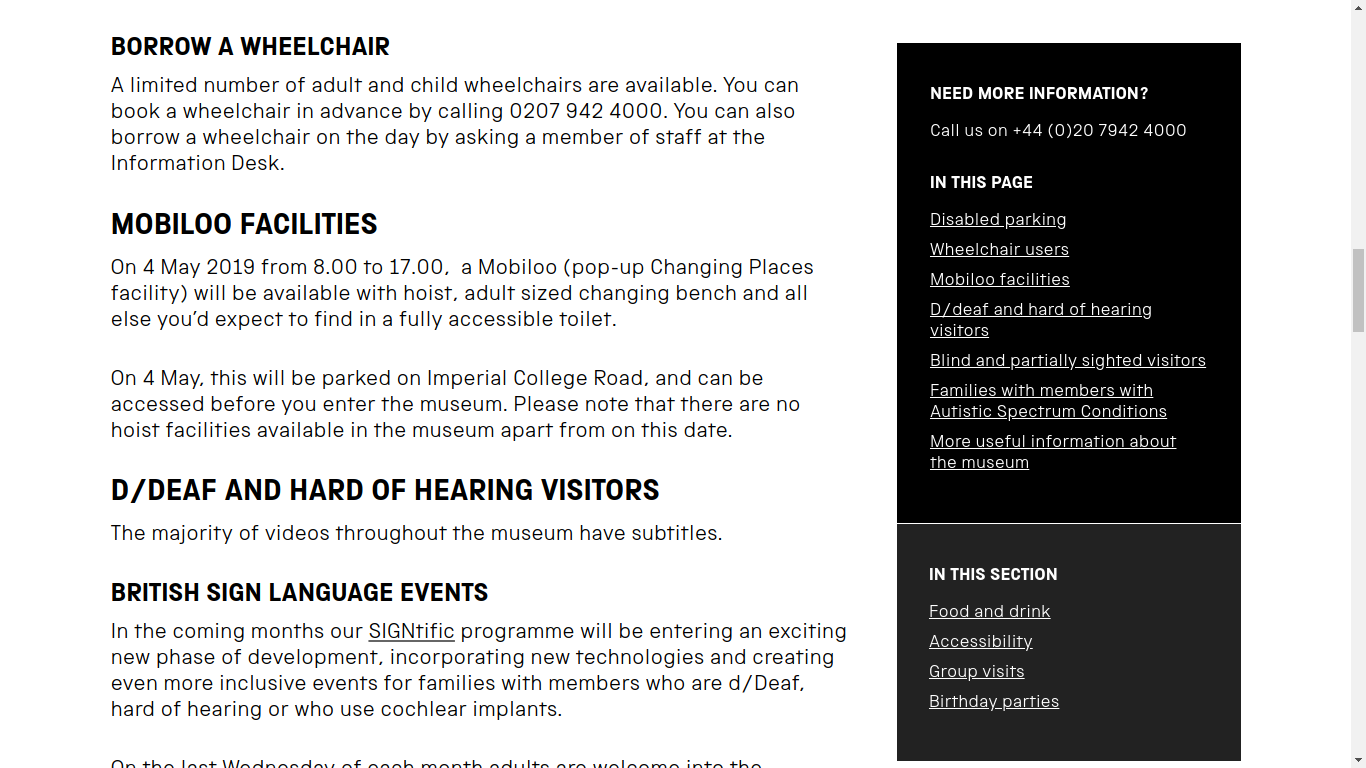 BORROW A WHEELCHAIR
A limited number of adult and child wheelchairs are available. You can
book a wheelchair in advance by calling 0207 942 4000. You can also
borrow a wheelchair on the day by asking a member of staff at the
Information Desk.
MOBILOO FACILITIES
On 4 May 2019 from 8.00 to 17.00,  a Mobiloo (pop-up Changing Places
facility) will be available with hoist, adult sized changing bench and all
else you’d expect to find in a fully accessible toilet.
On 4 May, this will be parked on Imperial College Road, and can be
accessed before you enter the museum. Please note that there are no
hoist facilities available in the museum apart from on this date.
D/DEAF AND HARD OF HEARING VISITORS
The majority of videos throughout the museum have subtitles.
BRITISH SIGN LANGUAGE EVENTS
In the coming months our SIGNtific programme will be entering an exciting
new phase of development, incorporating new technologies and creating
even more inclusive events for families with members who are d/Deaf,
hard of hearing or who use cochlear implants.
On the last Wednesday of each month adults are welcome into the
NEED MORE INFORMATION?
Call us on +44 (0)20 7942 4000
IN THIS PAGE
Disabled parking
Wheelchair users
Mobiloo facilities
D/deaf and hard of hearing
visitors
Blind and partially sighted visitors
Families with members with
Autistic Spectrum Conditions
More useful information about
the museum
IN THIS SECTION
Food and drink
Accessibility
Group visits
Birthday parties